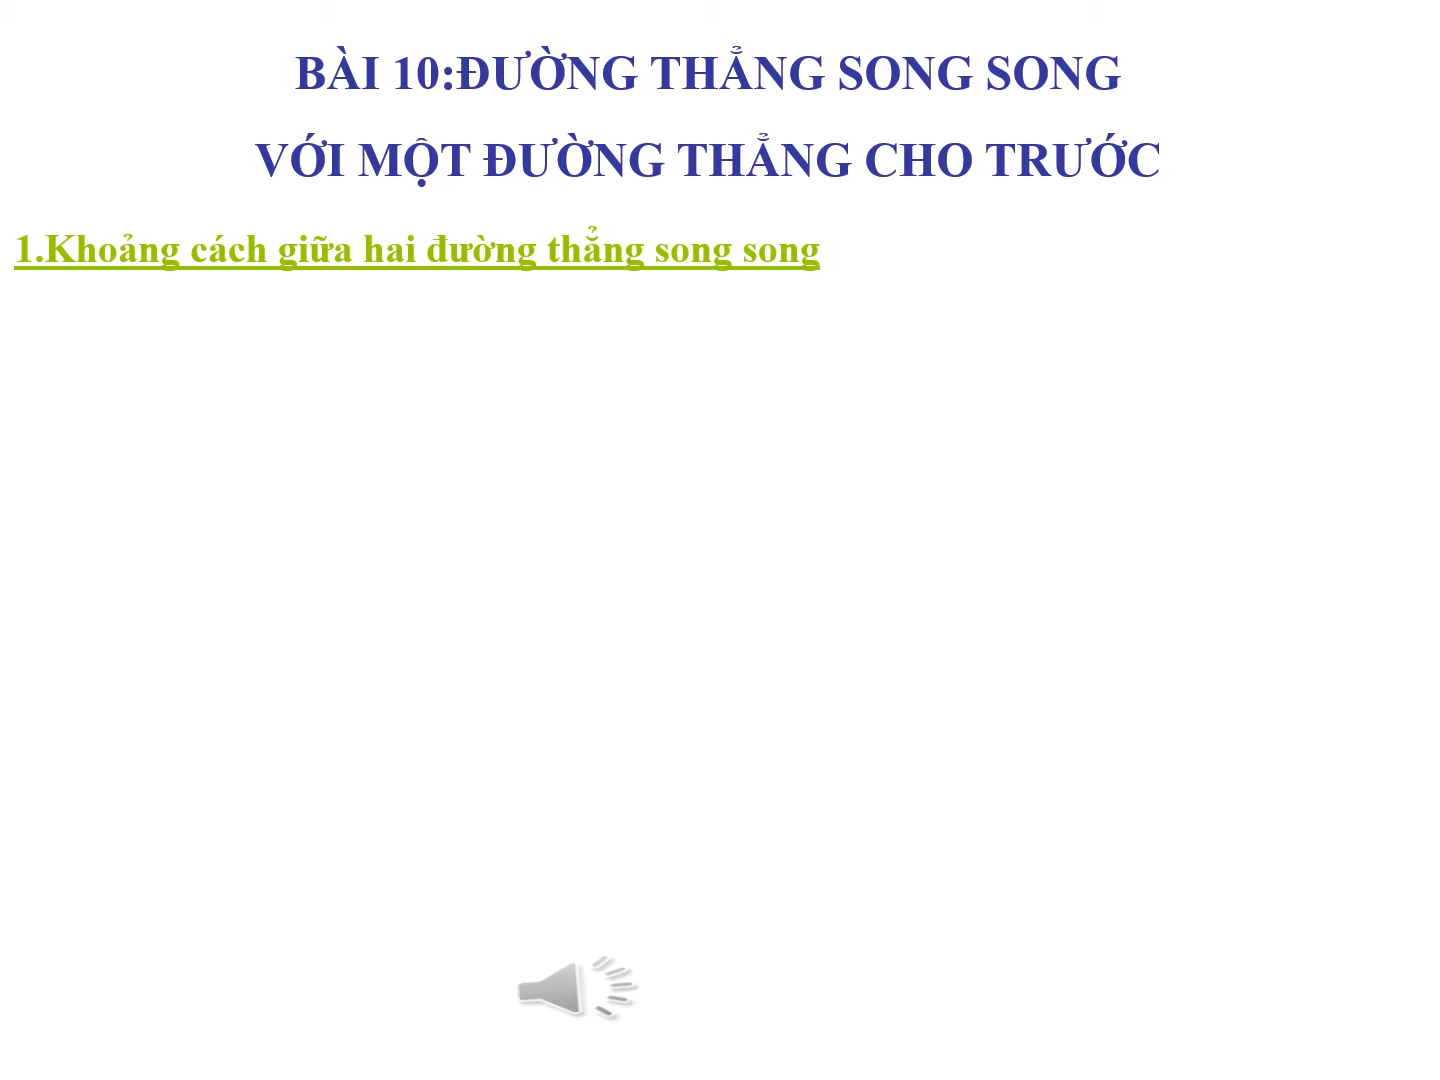 BÀI 10:ĐƯỜNG THẲNG SONG SONG
VỚI MỘT ĐƯỜNG THẲNG CHO TRƯỚC
1.Khoảng cách giữa hai đường thẳng song song